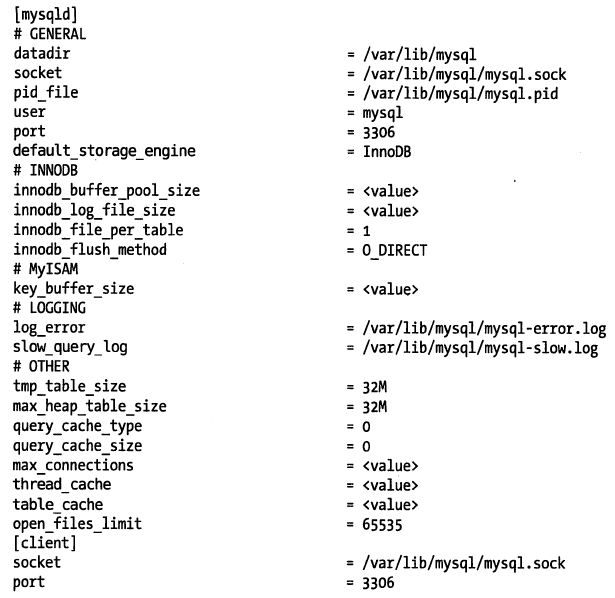 [mysqld]
# GENERAL
datadir = /var/lib/mysql
socket = /var/lib/mysql/mysql.sock
pid_file = /var/lib/mysql/mysql.pid
user = mysql
port = 3306
default_storage_engine = InnoDB
# INNODB
innodb_buffer_pool_size = <value>
innodb_log_file_size = <value>
innodb_file_per_table = 1
innodb_flush_method = O_DIRECT
# MyISAM
key_buffer_size = <value>
# LOGGING
log_error = /var/lib/mysql/mysql-error.log
slow_query_log = /var/lib/mysql/mysql-slow.log
# OTHER
tmp_table_size = 32M
max_heap_table_size = 32M
query_cache_type = 0
query_cache_size = 0
max_connections = <value>
thread_cache = <value>
table_cache = <value>
open_files_limit = 65535
[client]
socket = /var/lib/mysql/mysql.sock
port = 3306